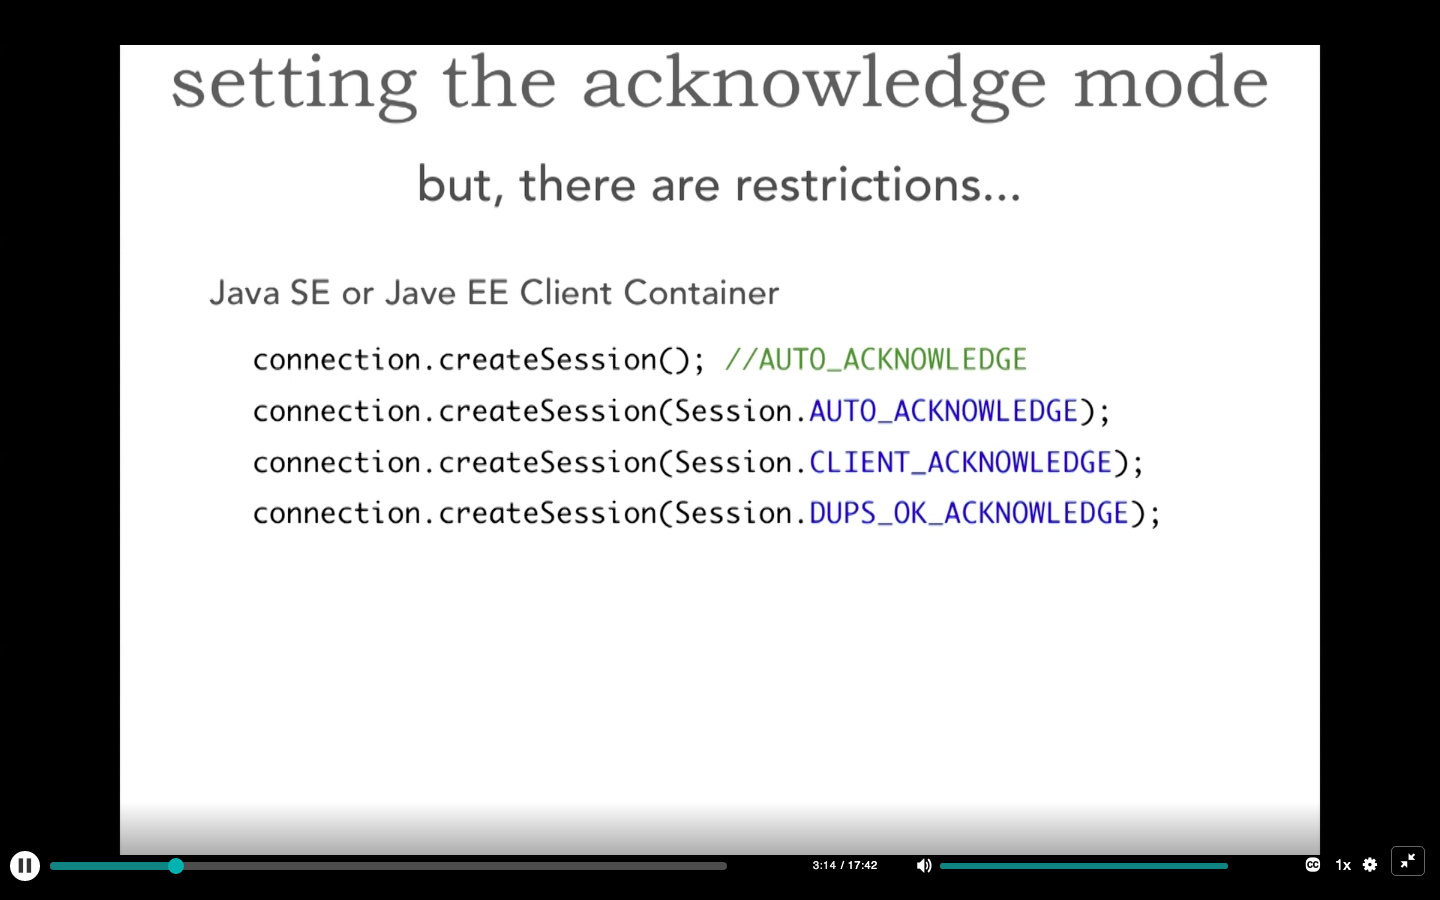 setting the acknowledge mode
but, there are restrictions...
Java SE or Jave EE Client Container
connection.createSession(); //AUTO_ACKNOWLEDGE
connection.createSession(Session.AUTO_ACKNOWLEDGE);
connection.createSession(Session.CLIENT_ACKNOWLEDGE);
connection.createSession(Session.DUPS_OK_ACKNOWLEDGE);
3:14 / 17:42 CC 1x